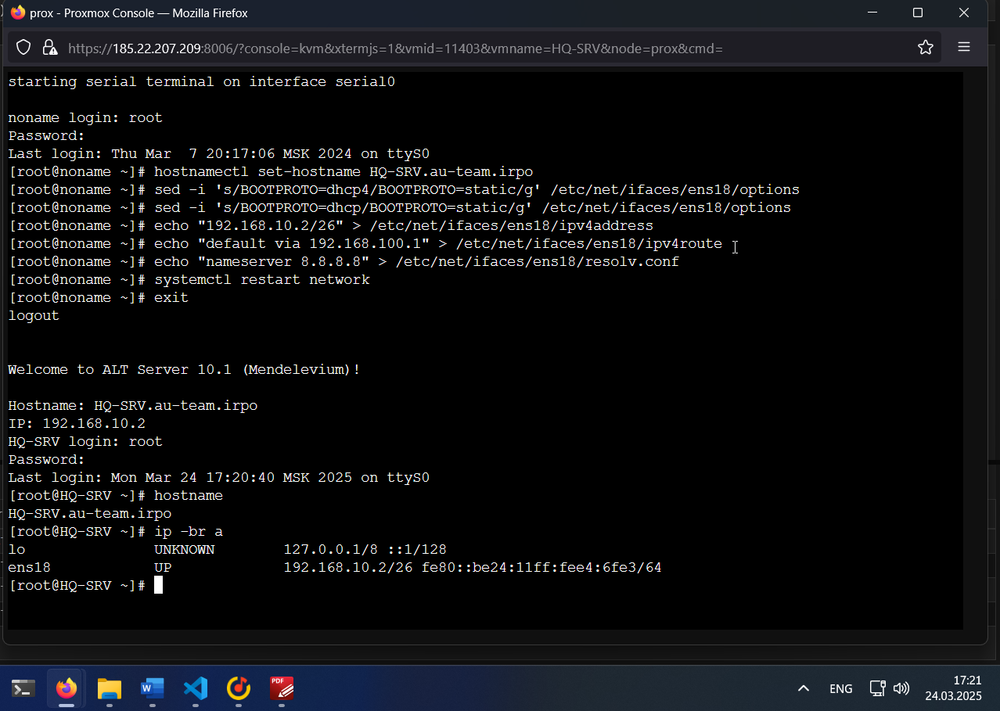 prox - Proxmox Console — Mozilla Firefox
https://185.22.207.209:8006/?console=kvm&xtermjs=1&vmid=11403&vmname=HQ-SRV&node=prox&cmd=
starting serial terminal on interface serial0
noname login: root
Password:
Last login: Thu Mar  7 20:17:06 MSK 2024 on ttyS0
[root@noname ~]# hostnamectl set-hostname HQ-SRV.au-team.irpo
[root@noname ~]# sed -i 's/BOOTPROTO=dhcp4/BOOTPROTO=static/g' /etc/net/ifaces/ens18/options
[root@noname ~]# sed -i 's/BOOTPROTO=dhcp/BOOTPROTO=static/g' /etc/net/ifaces/ens18/options
[root@noname ~]# echo "192.168.10.2/26" > /etc/net/ifaces/ens18/ipv4address
[root@noname ~]# echo "default via 192.168.100.1" > /etc/net/ifaces/ens18/ipv4route
[root@noname ~]# echo "nameserver 8.8.8.8" > /etc/net/ifaces/ens18/resolv.conf
[root@noname ~]# systemctl restart network
[root@noname ~]# exit
logout
Welcome to ALT Server 10.1 (Mendelevium)!
Hostname: HQ-SRV.au-team.irpo
IP: 192.168.10.2
HQ-SRV login: root
Password:
Last login: Mon Mar 24 17:20:40 MSK 2025 on ttyS0
[root@HQ-SRV ~]# hostname
HQ-SRV.au-team.irpo
[root@HQ-SRV ~]# ip -br a
lo               UNKNOWN        127.0.0.1/8 ::1/128
ens18            UP             192.168.10.2/26 fe80::be24:11ff:fee4:6fe3/64
[root@HQ-SRV ~]#
PDF
ENG
17:21
24.03.2025